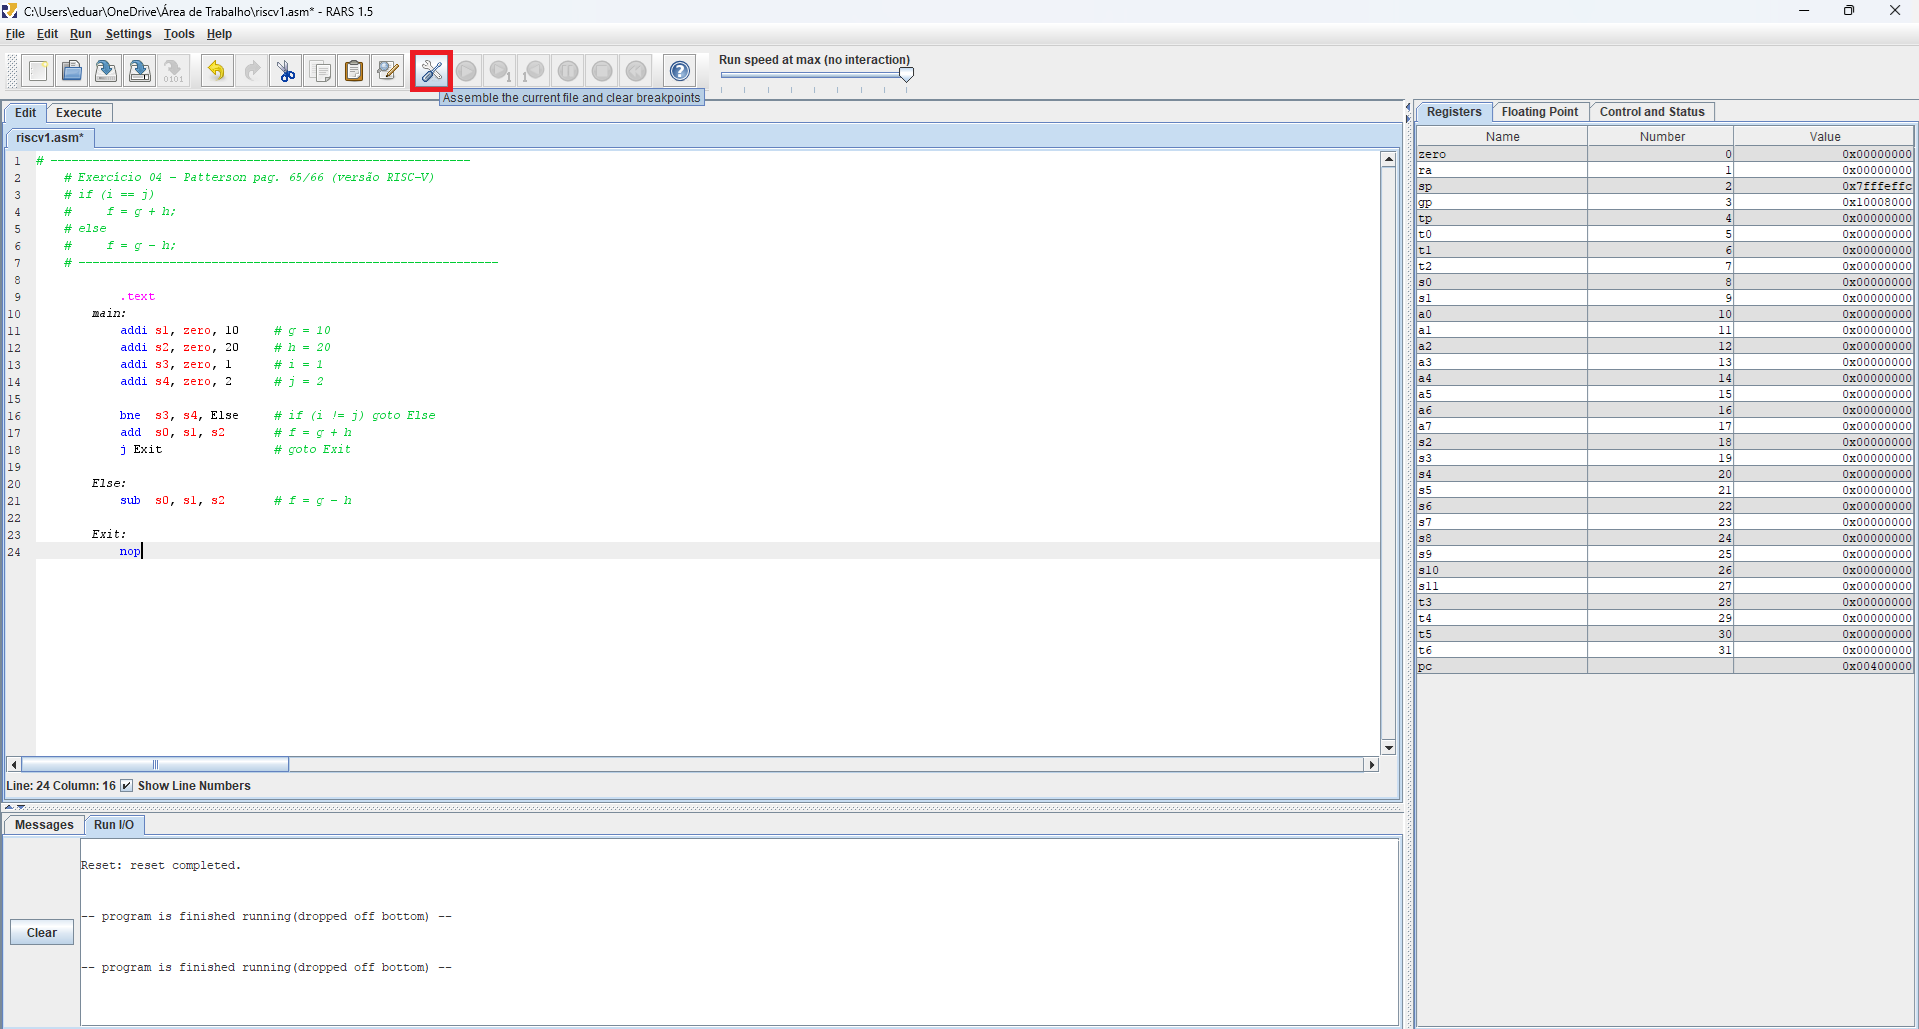 C:\Users\eduar\OneDrive\Área de Trabalho\riscv1.asm* - RARS 1.5
File Edit Run Settings Tools Help
Run speed at max (no interaction)
Assemble the current file and clear breakpoints
Edit Execute
riscv1.asm*
1 # ------------------------------------------------------------
2 # Exercício 04 - Patterson pag. 65/66 (versão RISC-V)
3 # if (i == j)
4 # f = g + h;
5 # else
6 # f = g - h;
7 # ------------------------------------------------------------
8
9 .text
10 main:
11 addi s1, zero, 10 # g = 10
12 addi s2, zero, 20 # h = 20
13 addi s3, zero, 1 # i = 1
14 addi s4, zero, 2 # j = 2
15
16 bne s3, s4, Else # if (i != j) goto Else
17 add s0, s1, s2 # f = g + h
18 j Exit # goto Exit
19
20 Else:
21 sub s0, s1, s2 # f = g - h
22
23 Exit:
24 nop
Line: 24 Column: 16 Show Line Numbers
Messages Run I/O
Reset: reset completed.
-- program is finished running(dropped off bottom) --
Clear
-- program is finished running(dropped off bottom) --
Registers Floating Point Control and Status
Name Number Value
zero 0 0x00000000
ra 1 0x00000000
sp 2 0x7fffeffc
gp 3 0x10008000
tp 4 0x00000000
t0 5 0x00000000
t1 6 0x00000000
t2 7 0x00000000
s0 8 0x00000000
s1 9 0x00000000
a0 10 0x00000000
a1 11 0x00000000
a2 12 0x00000000
a3 13 0x00000000
a4 14 0x00000000
a5 15 0x00000000
a6 16 0x00000000
a7 17 0x00000000
s2 18 0x00000000
s3 19 0x00000000
s4 20 0x00000000
s5 21 0x00000000
s6 22 0x00000000
s7 23 0x00000000
s8 24 0x00000000
s9 25 0x00000000
s10 26 0x00000000
s11 27 0x00000000
t3 28 0x00000000
t4 29 0x00000000
t5 30 0x00000000
t6 31 0x00000000
pc 0x00400000